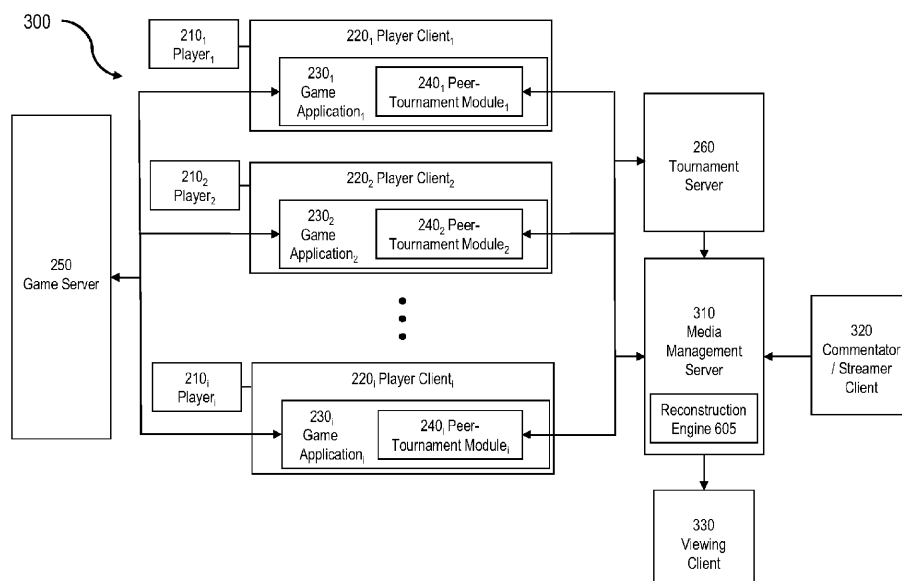 300
210₁
Player₁
220₁ Player Client₁
230₁
Game
Application₁
240₁ Peer-
Tournament Module₁
260
Tournament
Server
210₂
Player₂
220₂ Player Client₂
230₂
Game
Application₂
240₂ Peer-
Tournament Module₂
250
Game Server
310
Media
Management
Server
Reconstruction
Engine 605
320
Commentator
/ Streamer
Client
210ᵢ
Playerᵢ
220ᵢ Player Clientᵢ
230ᵢ
Game
Applicationᵢ
240ᵢ Peer-
Tournament Moduleᵢ
330
Viewing
Client